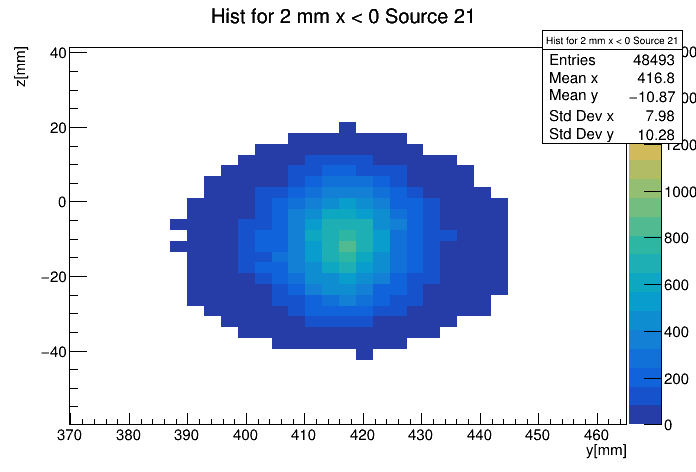 Hist for 2 mm x < 0 Source 21
Hist for 2 mm x < 0 Source 21
Entries 48493
Mean x 416.8
Mean y −10.87
Std Dev x 7.98
Std Dev y 10.28
z[mm]
40
20
0
−20
−40
370 380 390 400 410 420 430 440 450 460
y[mm]
1200
1000
800
600
400
200
0